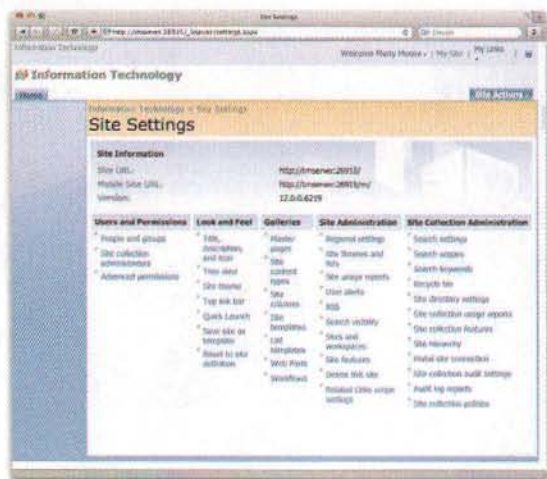 Site Settings
Information Technology
Welcome Marty Moore | My Site | My Links
Information Technology
Home
Site Actions
Information Technology > Site Settings
Site Settings
Site Information
Site URL:
Mobile Site URL:
Version:
12.0.0.6219
Users and Permissions
People and groups
Site collection administrators
Advanced permissions
Look and Feel
Title, description, and icon
Tree view
Site theme
Top link bar
Quick Launch
Save site as template
Reset to site definition
Galleries
Master pages
Site content types
Site columns
Site templates
List templates
Web Parts
Workflows
Site Administration
Regional settings
Site libraries and lists
Site usage reports
User alerts
RSS
Search visibility
Sites and workspaces
Site features
Delete this site
Related Links scope settings
Site Collection Administration
Search settings
Search scopes
Search keywords
Recycle bin
Site directory settings
Site collection usage reports
Site collection features
Site hierarchy
Portal site connection
Site collection audit settings
Audit log reports
Site collection policies